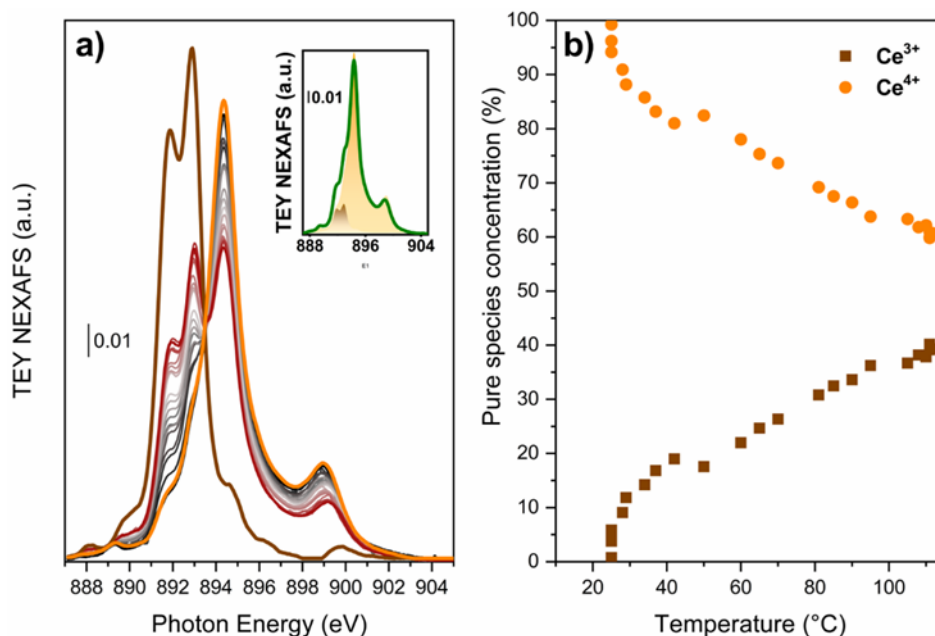 a)
TEY NEXAFS (a.u.)
0.01
888 890 892 894 896 898 900 902 904
Photon Energy (eV)
TEY NEXAFS (a.u.)
0.01
888 896 904
E1
b)
Ce³⁺
Ce⁴⁺
Pure species concentration (%)
100
90
80
70
60
50
40
30
20
10
0
20 40 60 80 100
Temperature (°C)